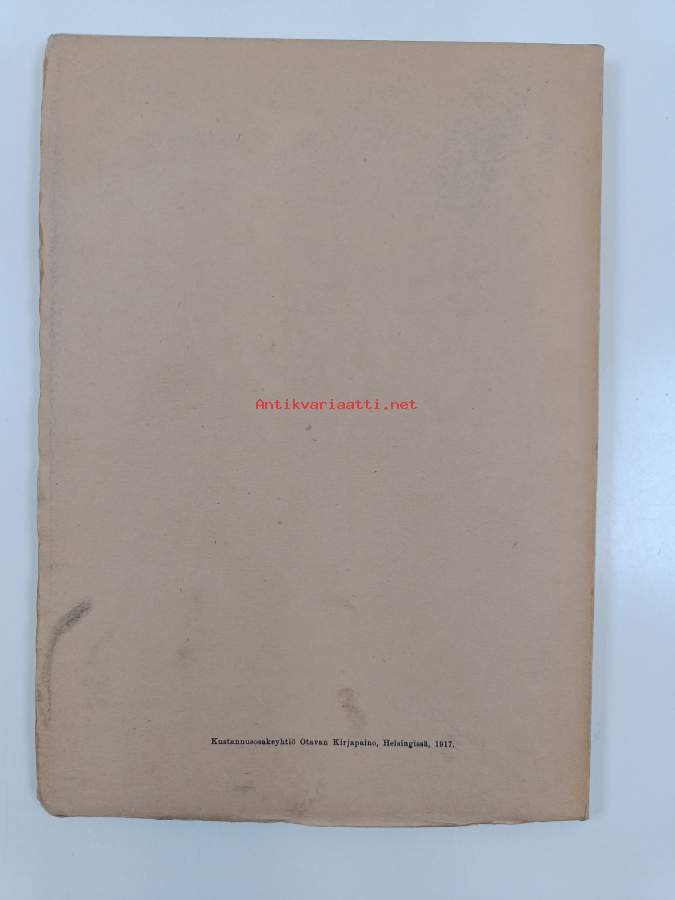 Antikvariaatti.net
Kustannusosakeyhtiö Otavan Kirjapaino, Helsingissä, 1917.